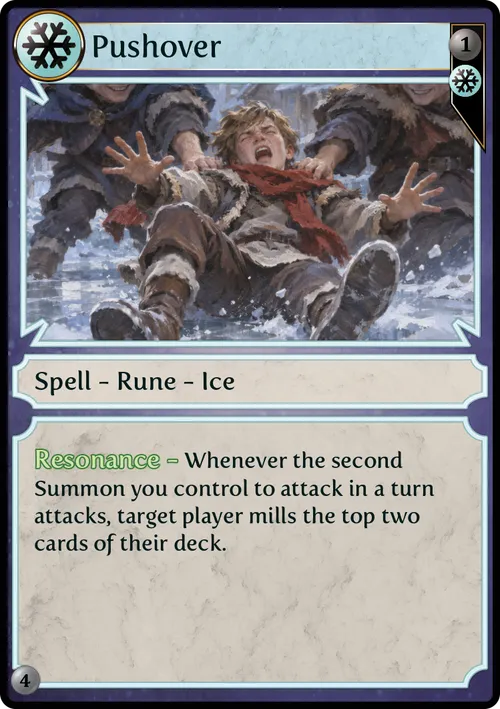 Pushover
1
Spell - Rune - Ice
Resonance - Whenever the second
Summon you control to attack in a turn
attacks, target player mills the top two
cards of their deck.
4